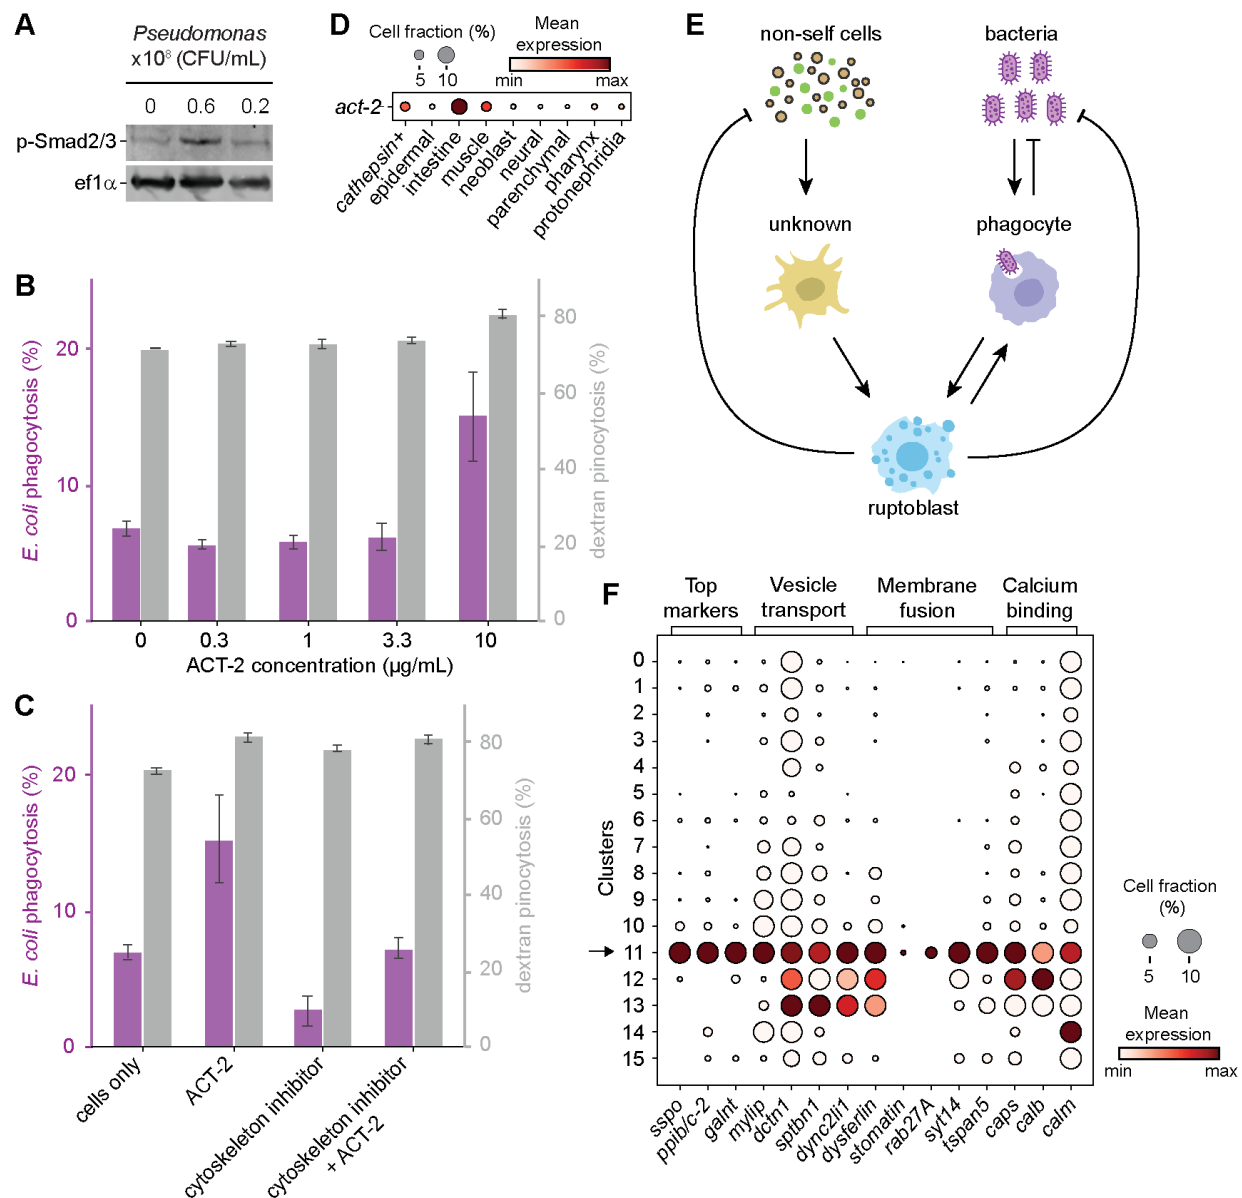 A
Pseudomonas
x10⁸ (CFU/mL)
0 0.6 0.2
p-Smad2/3
ef1α
D
Cell fraction (%)
5 10
Mean
expression
min max
act-2
cathepsin+
epidermal
intestine
muscle
neoblast
neural
parenchymal
pharynx
protonephridia
E
non-self cells
bacteria
unknown
phagocyte
ruptoblast
B
E. coli phagocytosis (%)
20
10
0
dextran pinocytosis (%)
80
60
40
20
0
0 0.3 1 3.3 10
ACT-2 concentration (µg/mL)
C
E. coli phagocytosis (%)
20
10
0
dextran pinocytosis (%)
80
60
40
20
0
cells only
ACT-2
cytoskeleton inhibitor
cytoskeleton inhibitor
+ ACT-2
F
Top
markers
Vesicle
transport
Membrane
fusion
Calcium
binding
Clusters
0
1
2
3
4
5
6
7
8
9
10
11
12
13
14
15
sspo
ppib/c-2
galnt
mylip
dctn1
sptbn1
dync2li1
dysferlin
stomatin
rab27A
syt14
tspan5
caps
calb
calm
Cell fraction
(%)
5 10
Mean
expression
min max